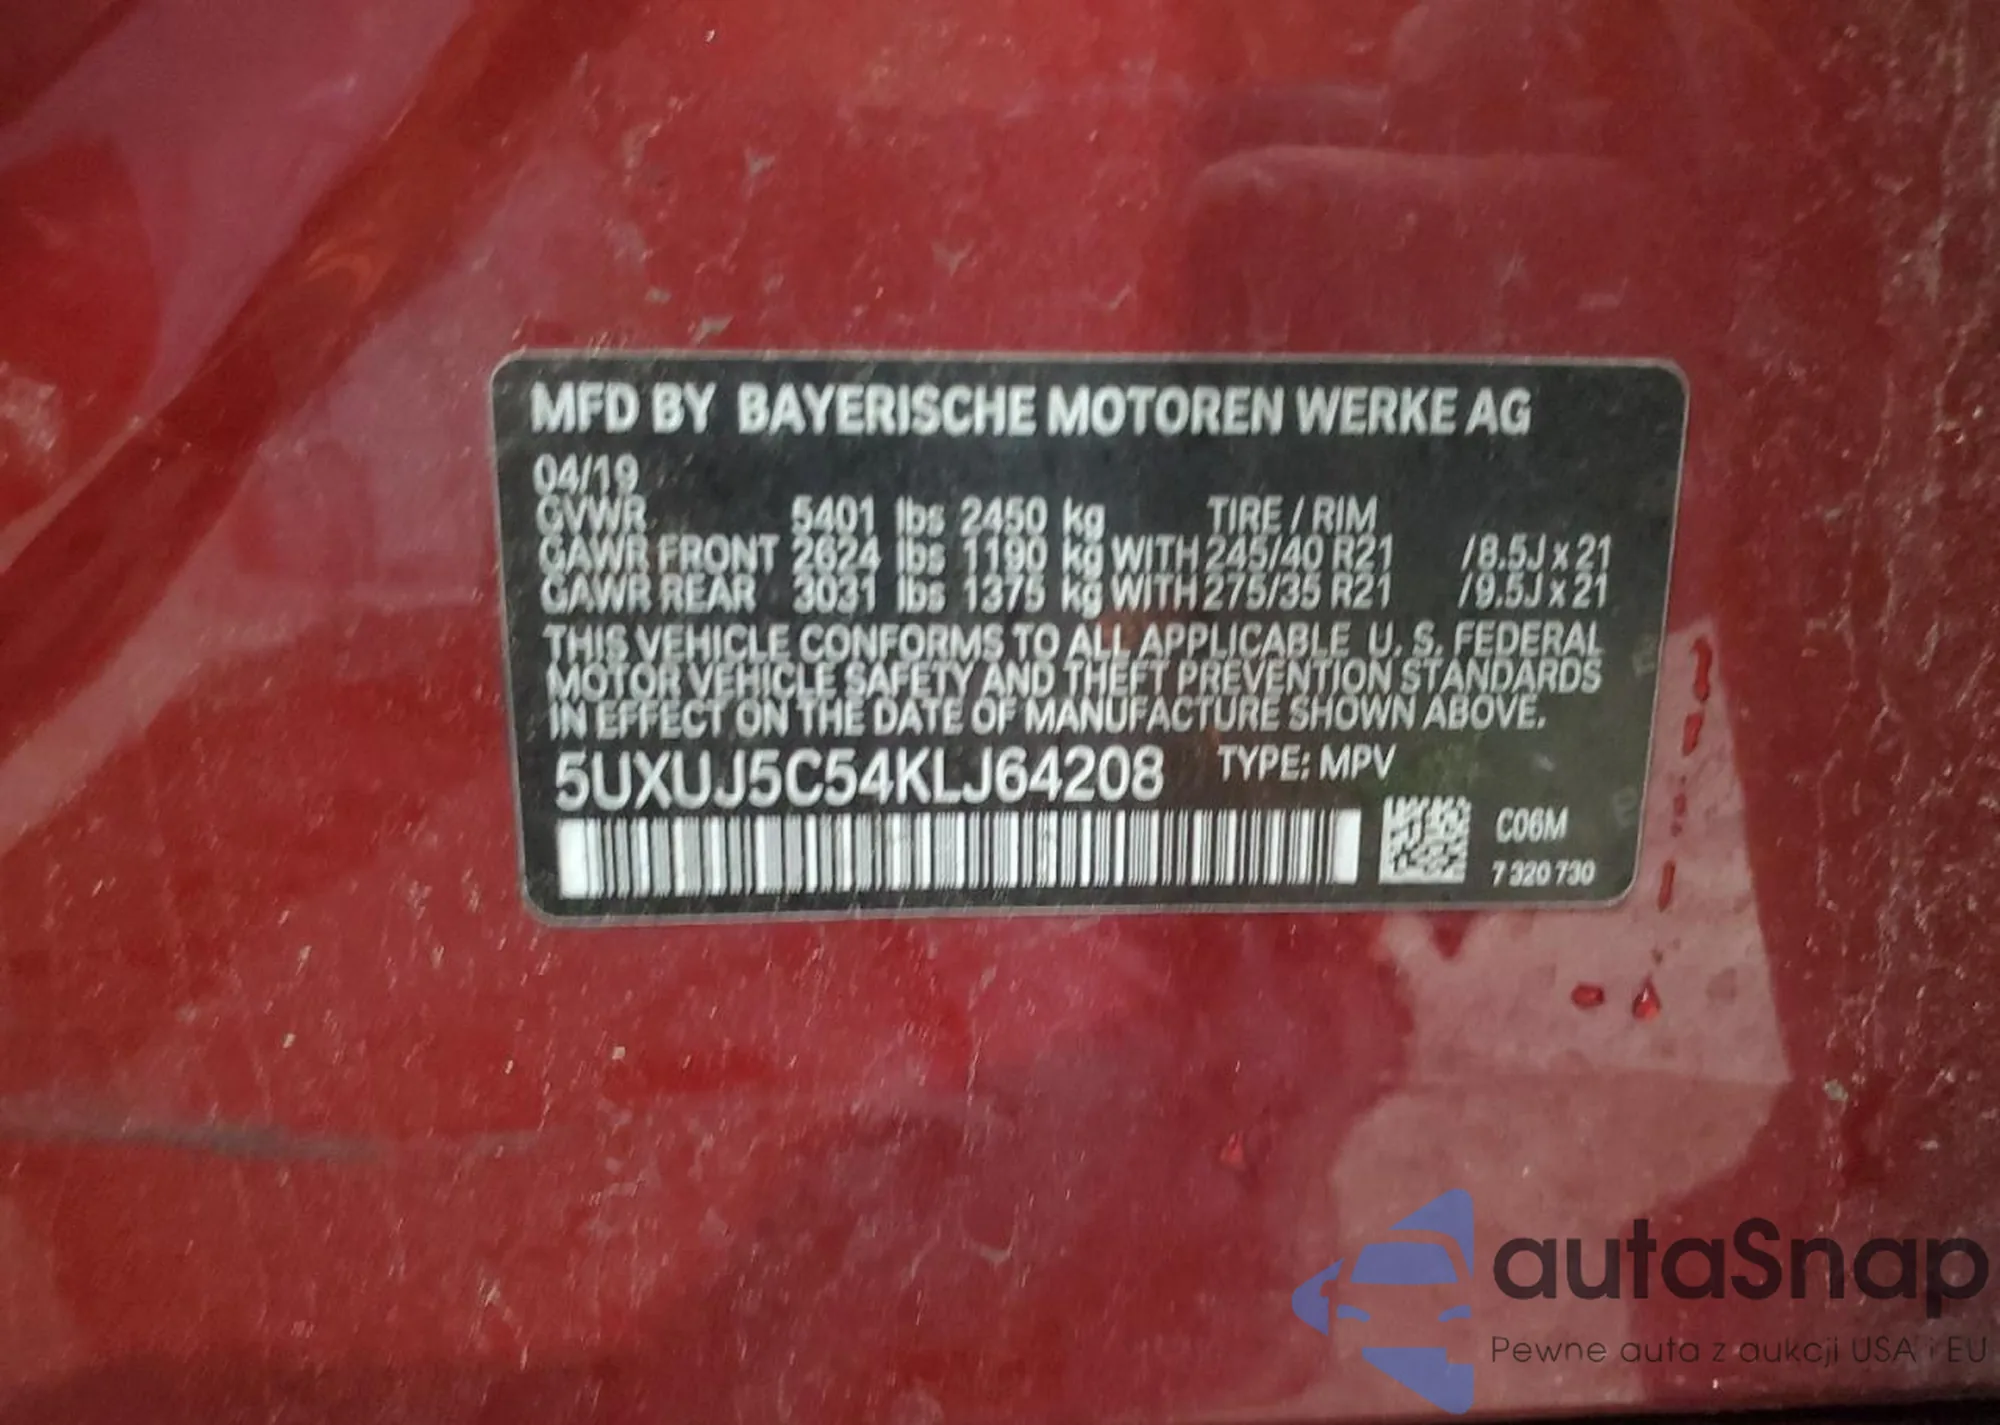 MFD BY BAYERISCHE MOTOREN WERKE AG
04/19
GVWR 5401 lbs 2450 kg TIRE / RIM
GAWR FRONT 2624 lbs 1190 kg WITH 245/40 R21 /8.5J x 21
GAWR REAR 3031 lbs 1375 kg WITH 275/35 R21 /9.5J x 21
THIS VEHICLE CONFORMS TO ALL APPLICABLE U. S. FEDERAL
MOTOR VEHICLE SAFETY AND THEFT PREVENTION STANDARDS
IN EFFECT ON THE DATE OF MANUFACTURE SHOWN ABOVE.
5UXUJ5C54KLJ64208 TYPE: MPV
C06M
7 320 730
autaSnap
Pewne auta z aukcji USA i EU